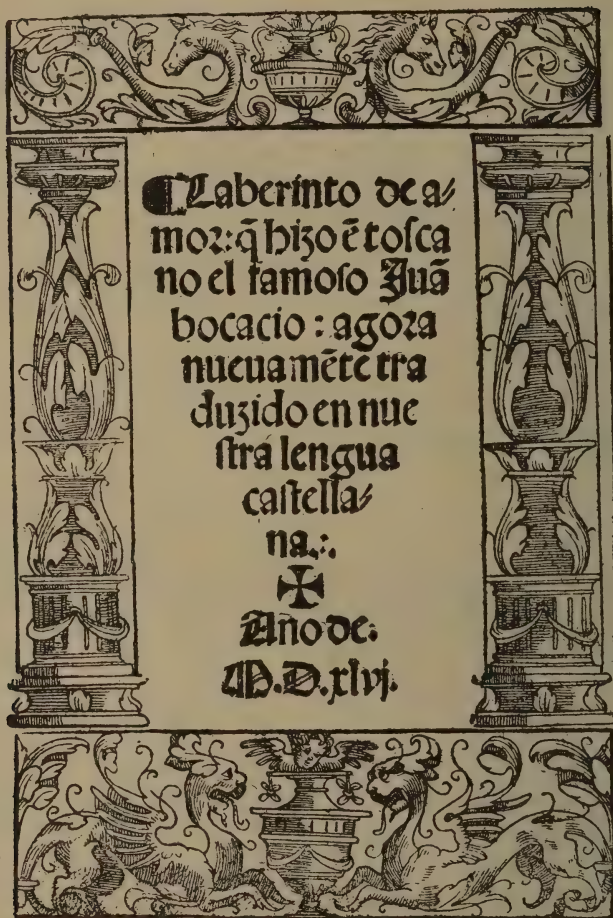 ¶Laberinto de a⸗
mor: q̃ hizo ẽ toſca
no el famoſo Juã
bocacio : agora
nueuamẽte tra
duzido en nue
ſtra lengua
caſtella⸗
na.:.
✠
Año de:
M.D.xlvj.